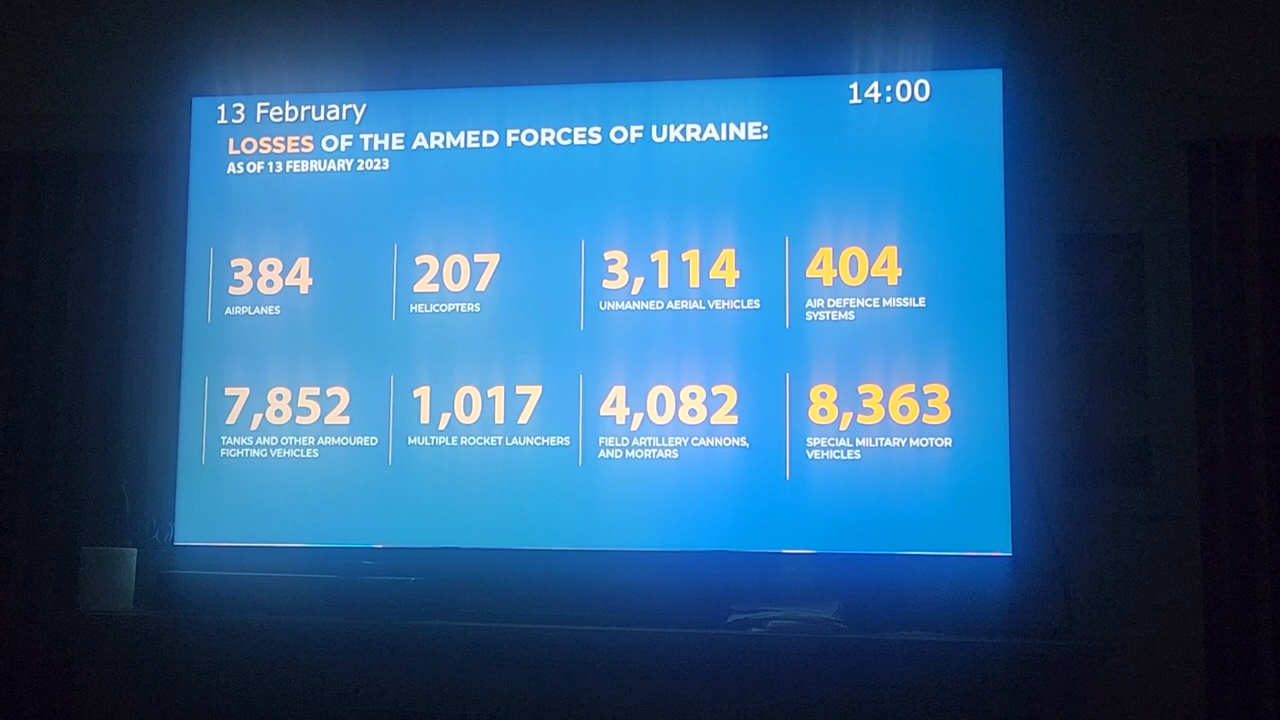 13 February
14:00
LOSSES OF THE ARMED FORCES OF UKRAINE:
AS OF 13 FEBRUARY 2023
384
AIRPLANES
207
HELICOPTERS
3,114
UNMANNED AERIAL VEHICLES
404
AIR DEFENCE MISSILE
SYSTEMS
7,852
TANKS AND OTHER ARMOURED
FIGHTING VEHICLES
1,017
MULTIPLE ROCKET LAUNCHERS
4,082
FIELD ARTILLERY CANNONS,
AND MORTARS
8,363
SPECIAL MILITARY MOTOR
VEHICLES